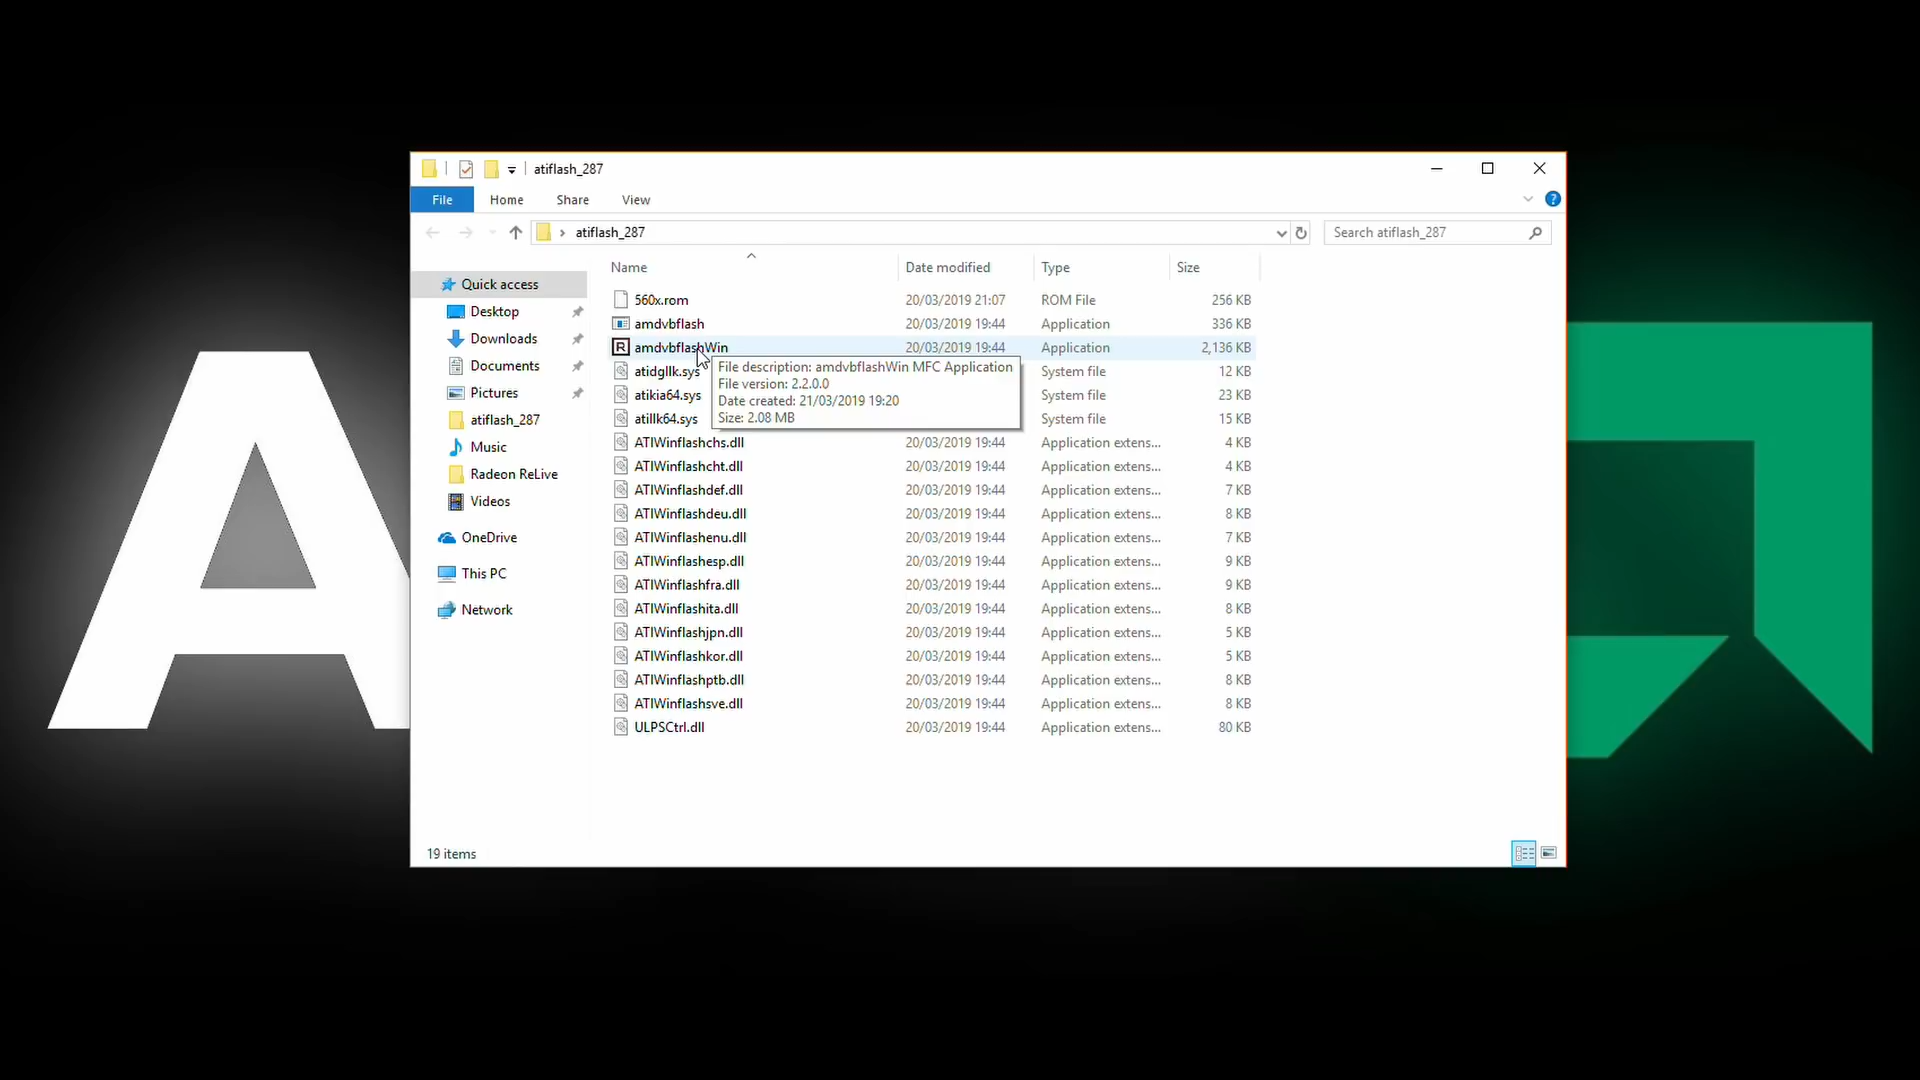 atiflash_287
File Home Share View
atiflash_287 Search atiflash_287
Name Date modified Type Size
Quick access
Desktop
Downloads
Documents
Pictures
atiflash_287
Music
Radeon ReLive
Videos
OneDrive
This PC
Network
560x.rom 20/03/2019 21:07 ROM File 256 KB
amdvbflash 20/03/2019 19:44 Application 336 KB
amdvbflashWin 20/03/2019 19:44 Application 2,136 KB
atidgllk.sys System file 12 KB
atikia64.sys System file 23 KB
atillk64.sys System file 15 KB
File description: amdvbflashWin MFC Application
File version: 2.2.0.0
Date created: 21/03/2019 19:20
Size: 2.08 MB
ATIWinflashchs.dll 20/03/2019 19:44 Application extens... 4 KB
ATIWinflashcht.dll 20/03/2019 19:44 Application extens... 4 KB
ATIWinflashdef.dll 20/03/2019 19:44 Application extens... 7 KB
ATIWinflashdeu.dll 20/03/2019 19:44 Application extens... 8 KB
ATIWinflashenu.dll 20/03/2019 19:44 Application extens... 7 KB
ATIWinflashesp.dll 20/03/2019 19:44 Application extens... 9 KB
ATIWinflashfra.dll 20/03/2019 19:44 Application extens... 9 KB
ATIWinflashita.dll 20/03/2019 19:44 Application extens... 8 KB
ATIWinflashjpn.dll 20/03/2019 19:44 Application extens... 5 KB
ATIWinflashkor.dll 20/03/2019 19:44 Application extens... 5 KB
ATIWinflashptb.dll 20/03/2019 19:44 Application extens... 8 KB
ATIWinflashsve.dll 20/03/2019 19:44 Application extens... 8 KB
ULPSCtrl.dll 20/03/2019 19:44 Application extens... 80 KB
19 items
A